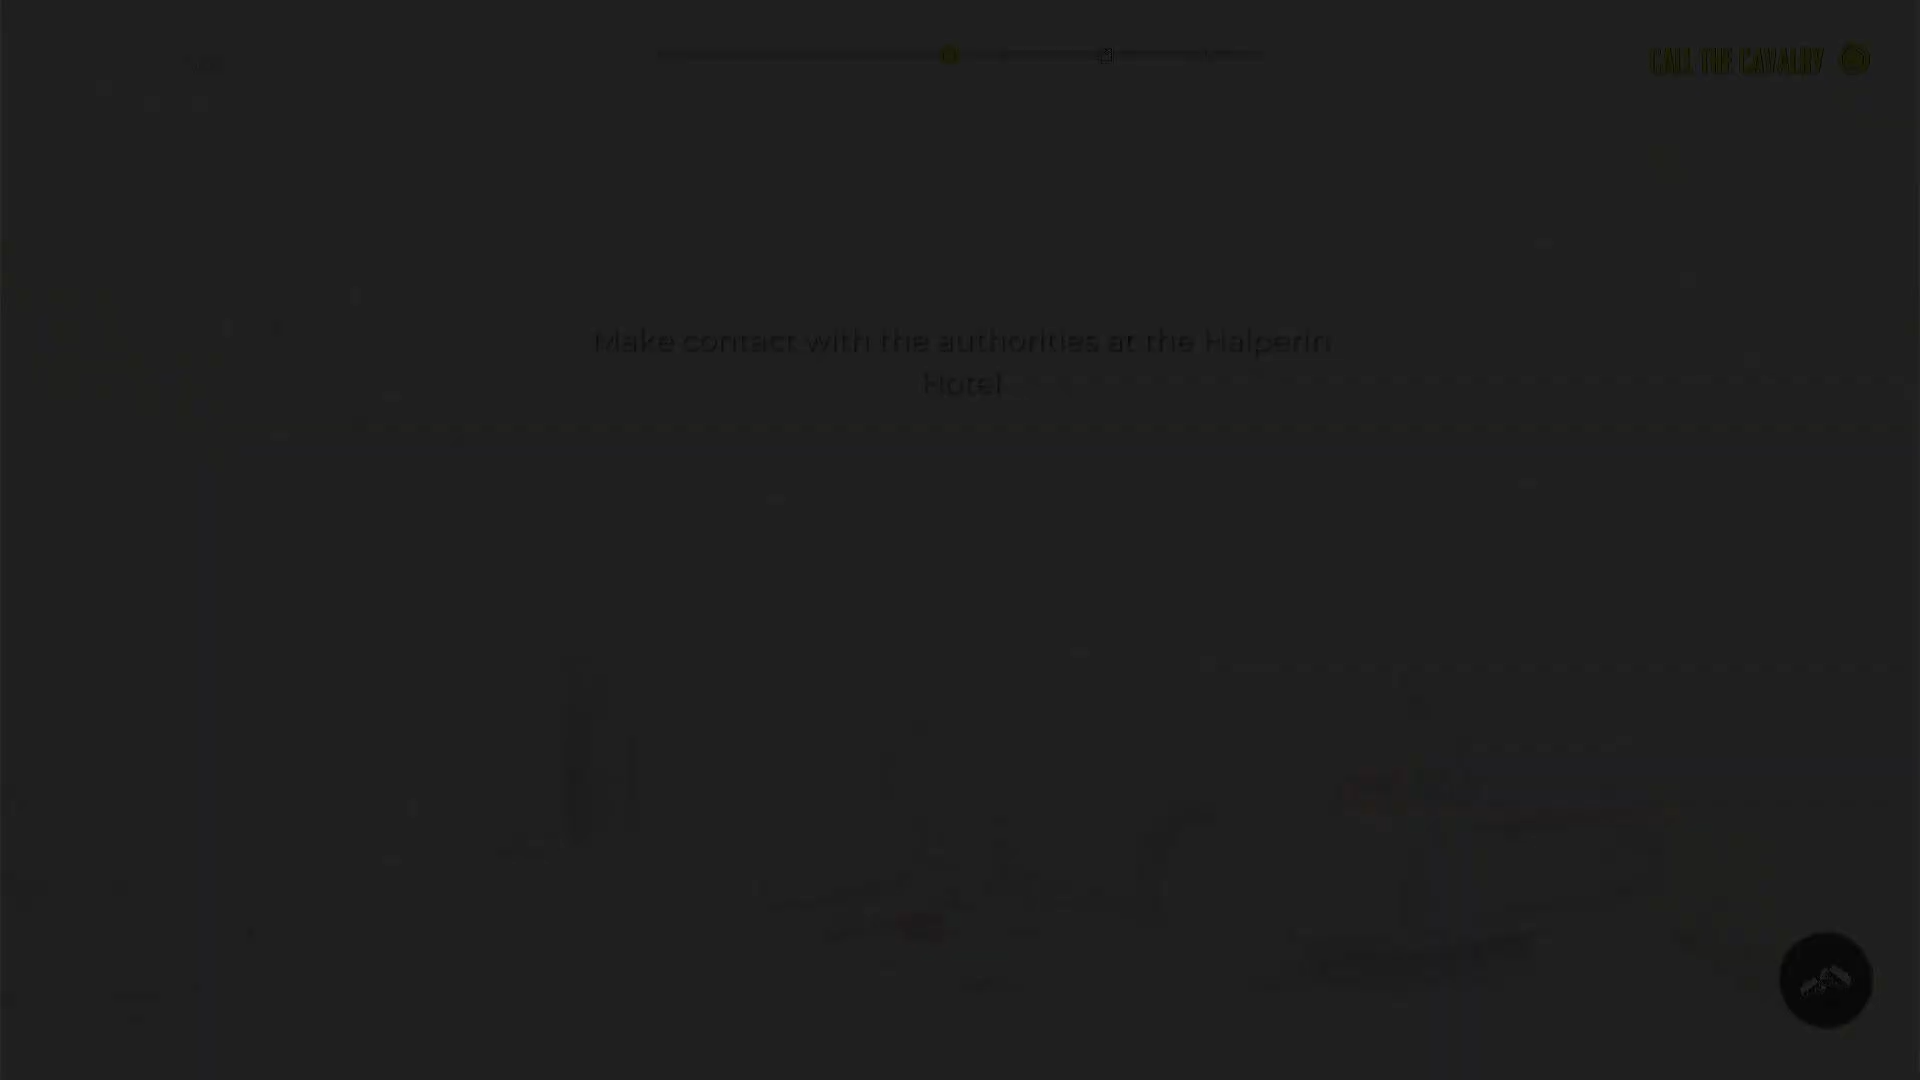 CALL THE CAVALRY
Make contact with the authorities at the Halperin
Hotel